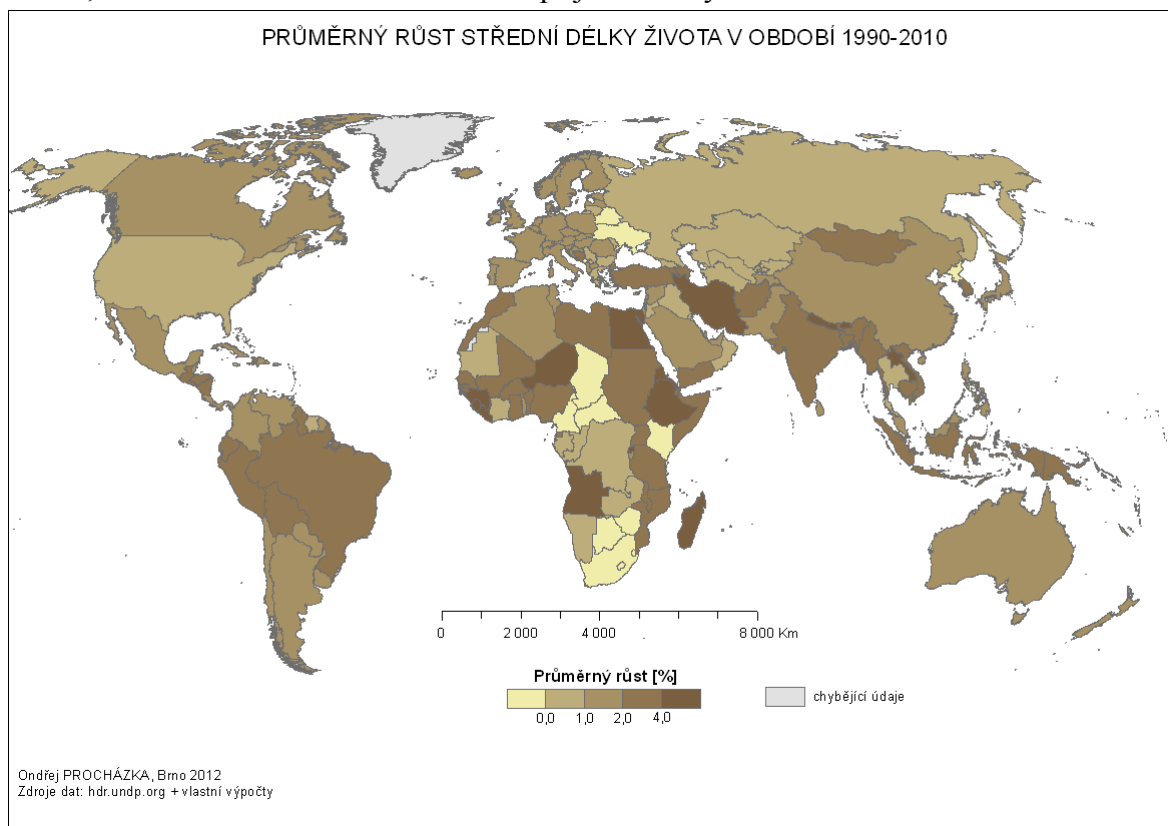 PRŮMĚRNÝ RŮST STŘEDNÍ DÉLKY ŽIVOTA V OBDOBÍ 1990-2010
0 2 000 4 000 8 000 Km
Průměrný růst [%]
0,0 1,0 2,0 4,0
chybějící údaje
Ondřej PROCHÁZKA, Brno 2012
Zdroje dat: hdr.undp.org + vlastní výpočty